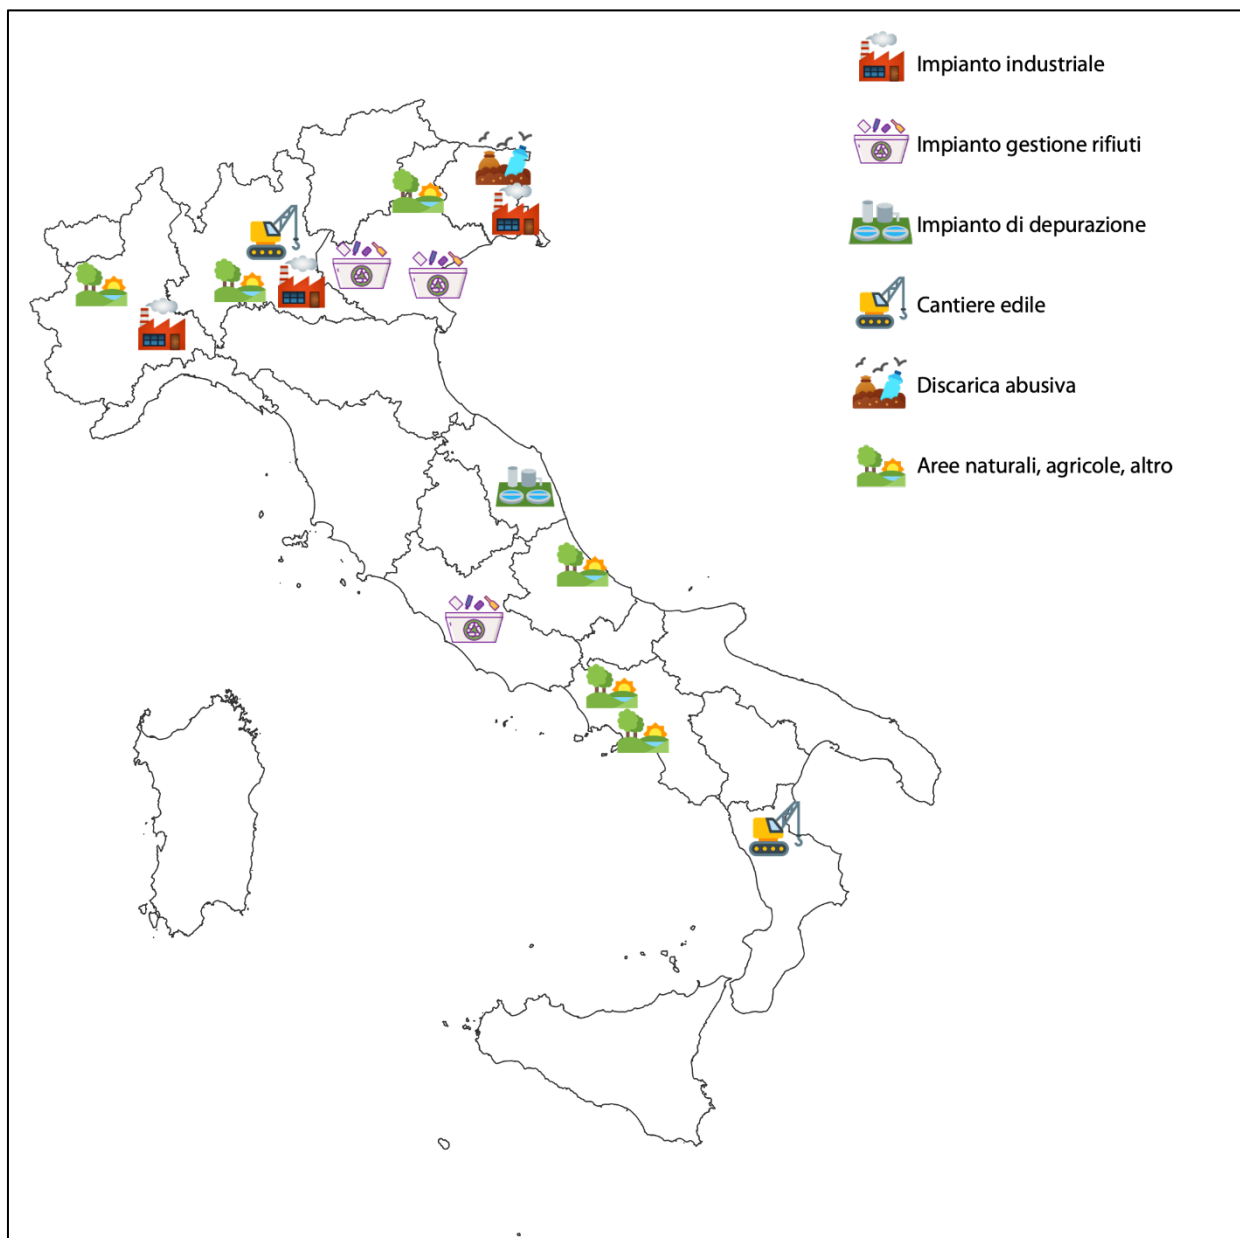 Impianto industriale
Impianto gestione rifiuti
Impianto di depurazione
Cantiere edile
Discarica abusiva
Aree naturali, agricole, altro